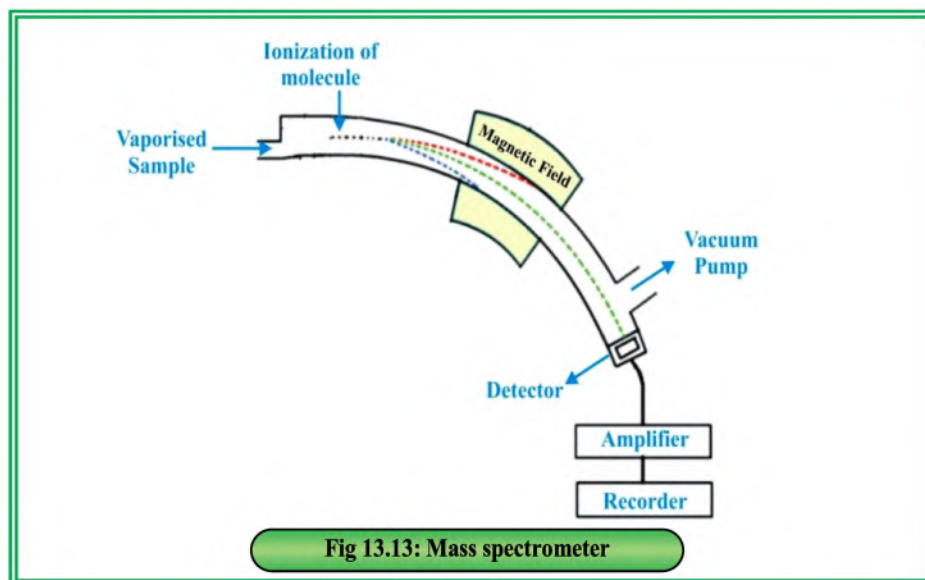 Ionization of
molecule
Vaporised
Sample
Magnetic Field
Vacuum
Pump
Detector
Amplifier
Recorder
Fig 13.13: Mass spectrometer